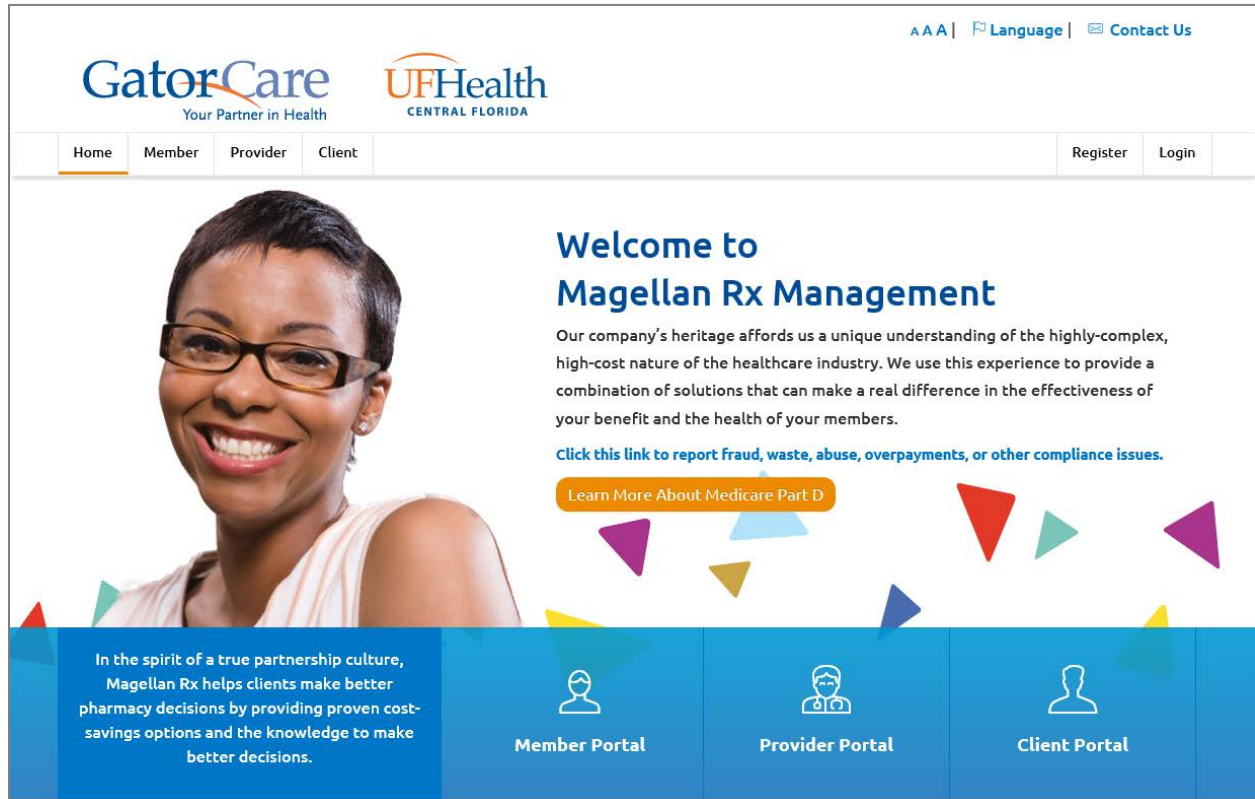 A A A | Language | Contact Us
GatorCare
Your Partner in Health
UFHealth
CENTRAL FLORIDA
Home Member Provider Client Register Login
Welcome to
Magellan Rx Management
Our company's heritage affords us a unique understanding of the highly-complex,
high-cost nature of the healthcare industry. We use this experience to provide a
combination of solutions that can make a real difference in the effectiveness of
your benefit and the health of your members.
Click this link to report fraud, waste, abuse, overpayments, or other compliance issues.
Learn More About Medicare Part D
In the spirit of a true partnership culture,
Magellan Rx helps clients make better
pharmacy decisions by providing proven cost-
savings options and the knowledge to make
better decisions.
Member Portal
Provider Portal
Client Portal